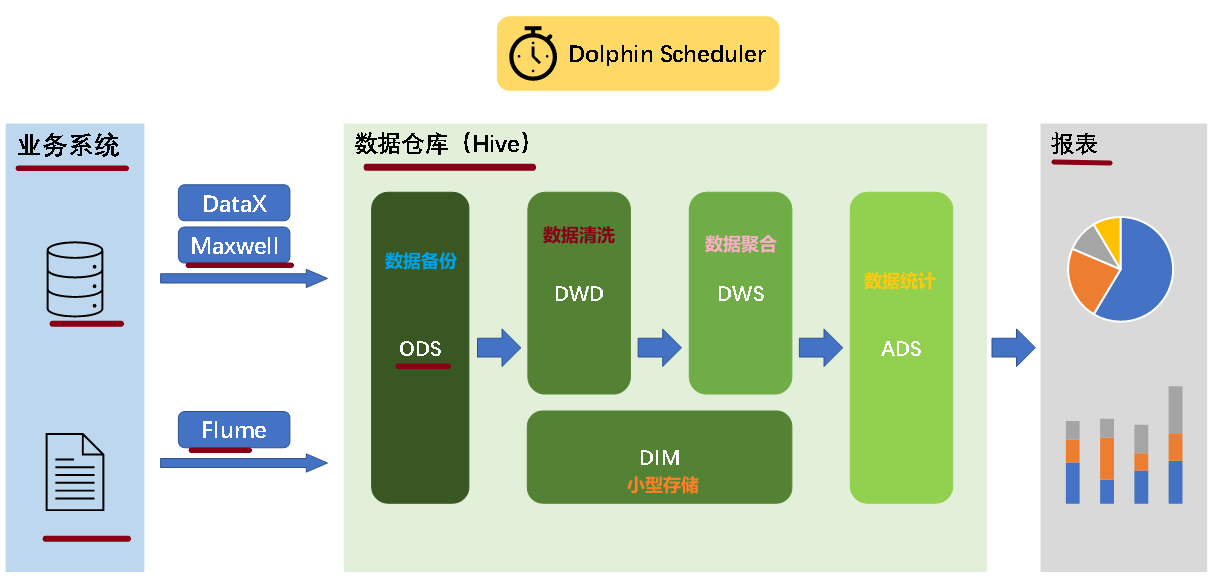 Dolphin Scheduler
业务系统
DataX
Maxwell
Flume
数据仓库（Hive）
数据备份
ODS
数据清洗
DWD
数据聚合
DWS
DIM
小型存储
数据统计
ADS
报表